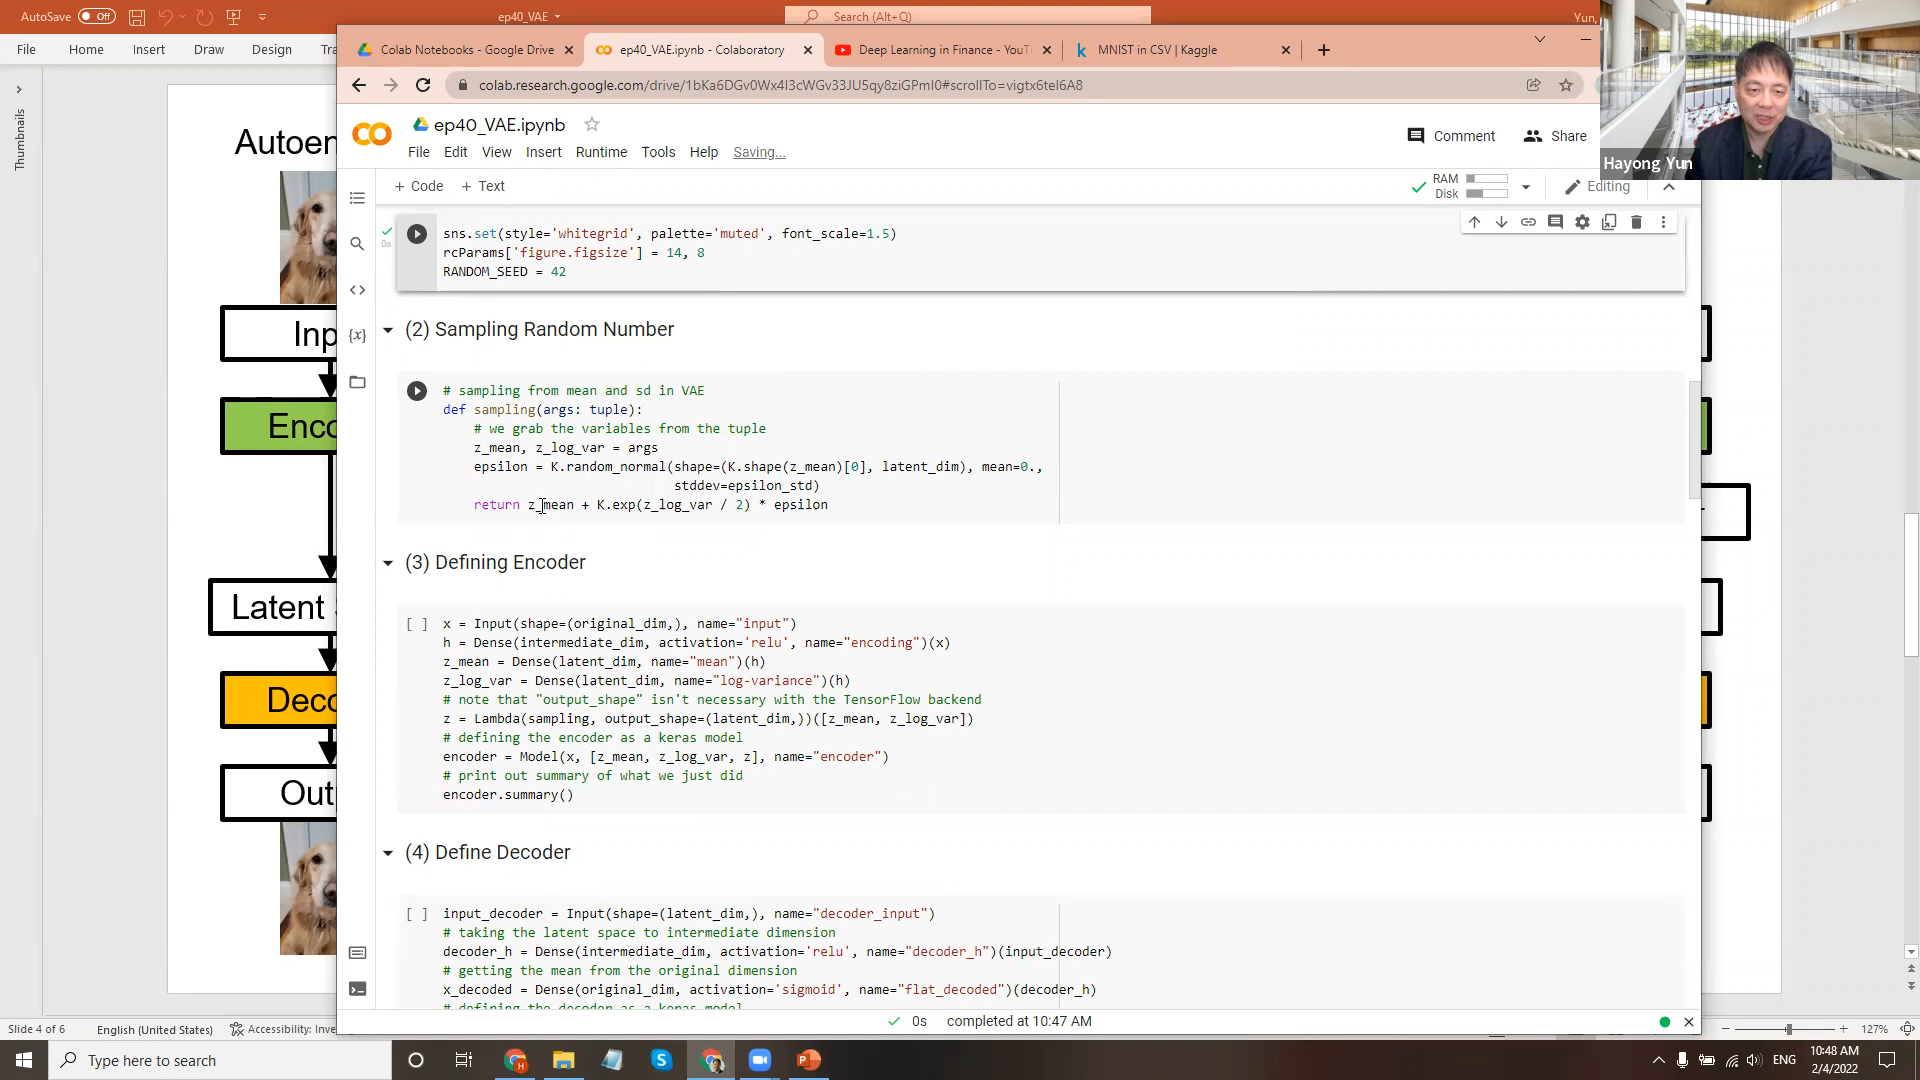 AutoSave Off
ep40_VAE
Search (Alt+Q)
Yun,
File Home Insert Draw Design
Colab Notebooks - Google Drive
ep40_VAE.ipynb - Colaboratory
Deep Learning in Finance - YouT
MNIST in CSV | Kaggle
colab.research.google.com/drive/1bKa6DGv0Wx4I3cWGv33JU5qy8ziGPmI0#scrollTo=vigtx6tel6A8
Thumbnails
Autoen
ep40_VAE.ipynb
Comment
Share
Hayong Yun
File Edit View Insert Runtime Tools Help Saving...
+ Code + Text
RAM
Disk
Editing
0s
sns.set(style='whitegrid', palette='muted', font_scale=1.5)
rcParams['figure.figsize'] = 14, 8
RANDOM_SEED = 42
(2) Sampling Random Number
Inp
# sampling from mean and sd in VAE
def sampling(args: tuple):
# we grab the variables from the tuple
z_mean, z_log_var = args
epsilon = K.random_normal(shape=(K.shape(z_mean)[0], latent_dim), mean=0.,
stddev=epsilon_std)
return z_mean + K.exp(z_log_var / 2) * epsilon
Enco
(3) Defining Encoder
[ ] x = Input(shape=(original_dim,), name="input")
h = Dense(intermediate_dim, activation='relu', name="encoding")(x)
z_mean = Dense(latent_dim, name="mean")(h)
z_log_var = Dense(latent_dim, name="log-variance")(h)
# note that "output_shape" isn't necessary with the TensorFlow backend
z = Lambda(sampling, output_shape=(latent_dim,))([z_mean, z_log_var])
# defining the encoder as a keras model
encoder = Model(x, [z_mean, z_log_var, z], name="encoder")
# print out summary of what we just did
encoder.summary()
Latent
Deco
Out
(4) Define Decoder
[ ] input_decoder = Input(shape=(latent_dim,), name="decoder_input")
# taking the latent space to intermediate dimension
decoder_h = Dense(intermediate_dim, activation='relu', name="decoder_h")(input_decoder)
# getting the mean from the original dimension
x_decoded = Dense(original_dim, activation='sigmoid', name="flat_decoded")(decoder_h)
# defining the decoder as a keras model
0s completed at 10:47 AM
Slide 4 of 6
English (United States)
Accessibility: Inve
127%
Type here to search
ENG
10:48 AM
2/4/2022